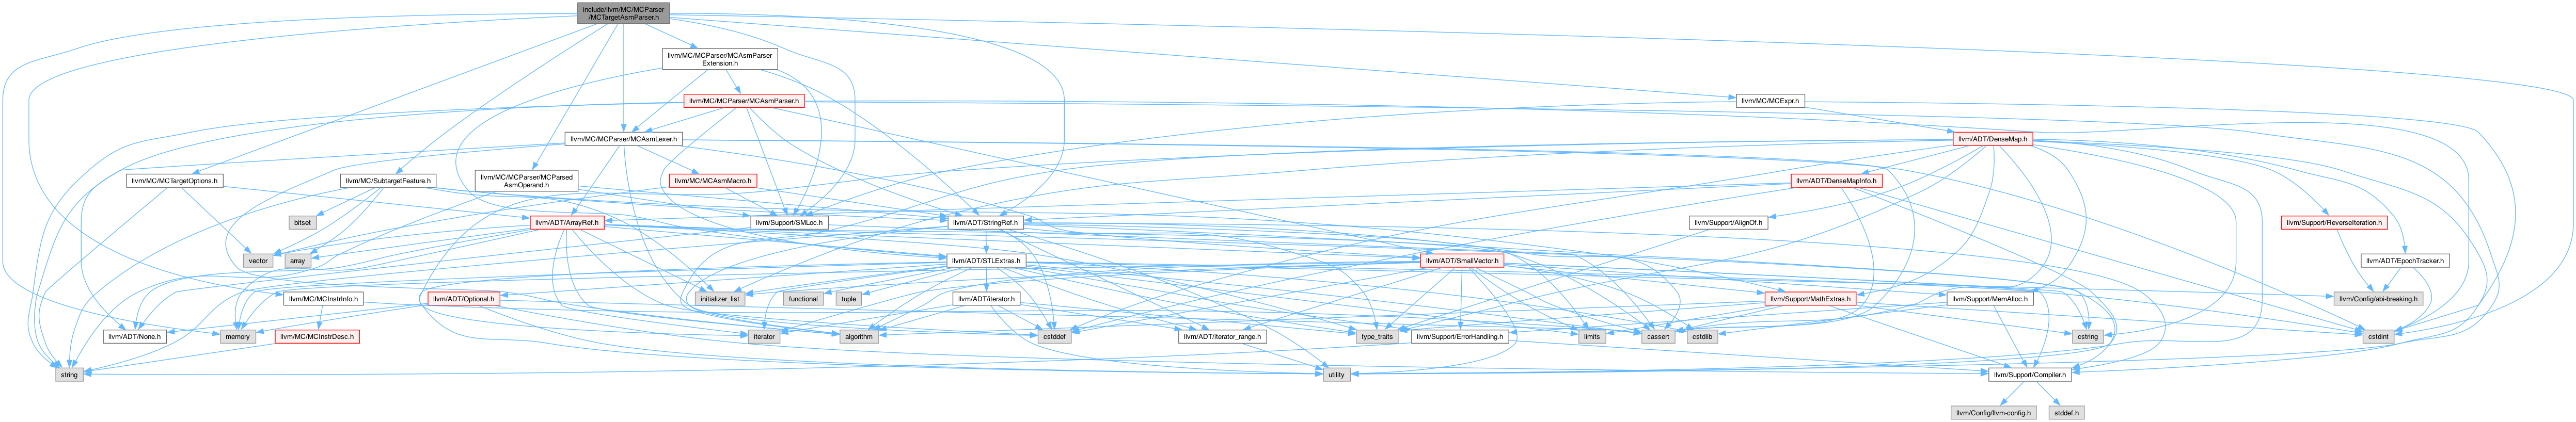 include/llvm/MC/MCParser
/MCTargetAsmParser.h
llvm/MC/MCParser/MCAsmParser
Extension.h
llvm/MC/MCParser/MCAsmParser.h
llvm/MC/MCExpr.h
llvm/MC/MCParser/MCAsmLexer.h
llvm/ADT/DenseMap.h
llvm/MC/MCTargetOptions.h
llvm/MC/SubtargetFeature.h
llvm/MC/MCParser/MCParsed
AsmOperand.h
llvm/MC/MCAsmMacro.h
llvm/ADT/DenseMapInfo.h
bitset
llvm/ADT/ArrayRef.h
llvm/Support/SMLoc.h
llvm/ADT/StringRef.h
llvm/Support/AlignOf.h
llvm/Support/ReverseIteration.h
vector
array
llvm/ADT/STLExtras.h
llvm/ADT/SmallVector.h
llvm/ADT/EpochTracker.h
llvm/MC/MCInstrInfo.h
llvm/ADT/Optional.h
initializer_list
functional
tuple
llvm/ADT/iterator.h
llvm/Support/MathExtras.h
llvm/Support/MemAlloc.h
llvm/Config/abi-breaking.h
llvm/ADT/None.h
memory
llvm/MC/MCInstrDesc.h
iterator
algorithm
cstddef
llvm/ADT/iterator_range.h
type_traits
llvm/Support/ErrorHandling.h
limits
cassert
cstdlib
cstring
cstdint
string
utility
llvm/Support/Compiler.h
llvm/Config/llvm-config.h
stddef.h